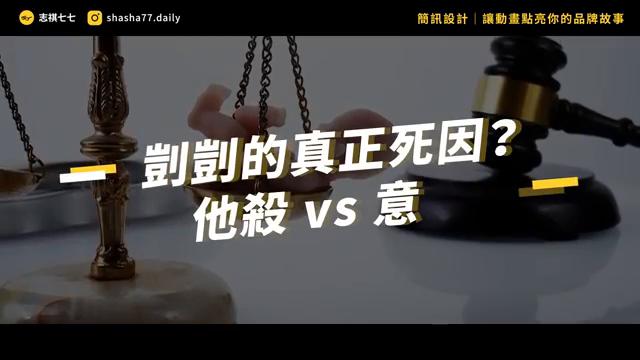 志祺七七
shasha77.daily
簡訊設計｜讓動畫點亮你的品牌故事
剴剴的真正死因？
他殺 vs 意